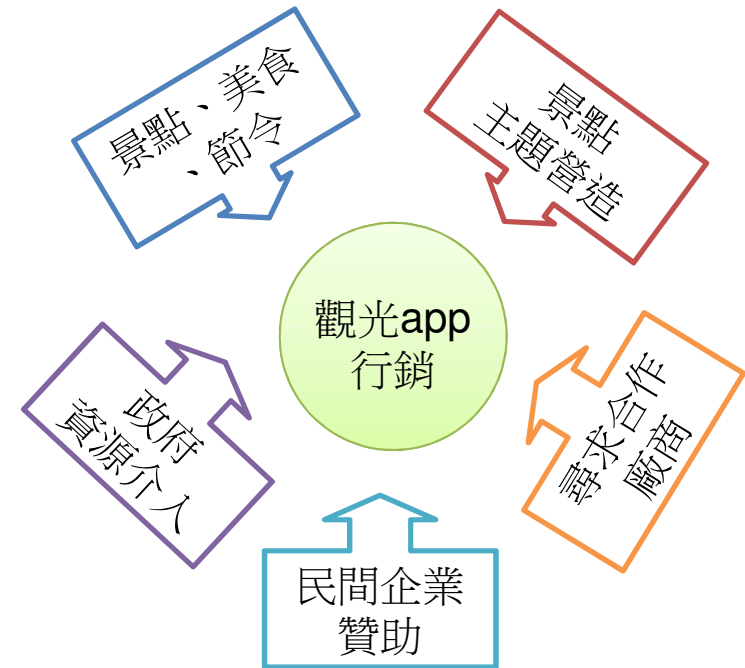 景點、美食
、節令
景點
主題營造
觀光app
行銷
政府
資源介入
尋求合作
廠商
民間企業
贊助